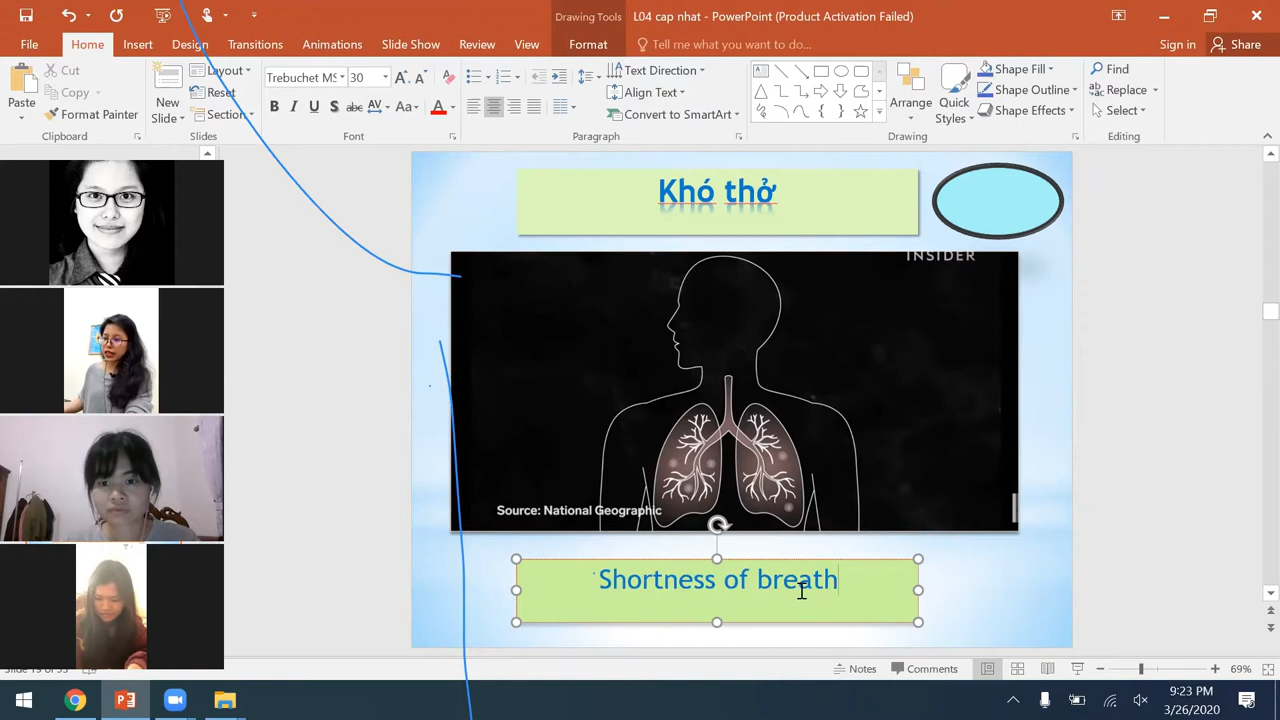 Drawing Tools
L04 cap nhat - PowerPoint (Product Activation Failed)
File
Home
Insert
Design
Transitions
Animations
Slide Show
Review
View
Format
Tell me what you want to do...
Sign in
Share
Paste
Cut
Copy
Format Painter
Clipboard
New
Slide
Layout
Reset
Section
Slides
Trebuchet MS
30
B I U S abc AV Aa A
Font
Text Direction
Align Text
Convert to SmartArt
Paragraph
Arrange
Quick
Styles
Shape Fill
Shape Outline
Shape Effects
Drawing
Find
Replace
Select
Editing
Khó thở
INSIDER
Source: National Geographic
Shortness of breath
Notes
Comments
69%
9:23 PM
3/26/2020